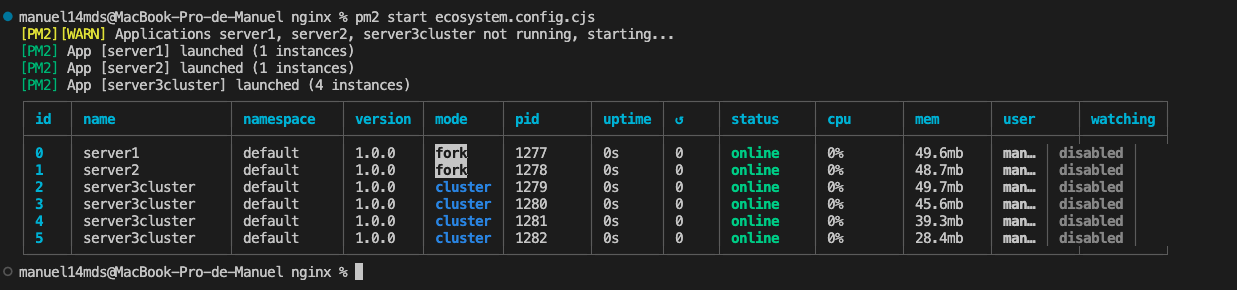 manuel14mds@MacBook-Pro-de-Manuel nginx % pm2 start ecosystem.config.cjs
[PM2][WARN] Applications server1, server2, server3cluster not running, starting...
[PM2] App [server1] launched (1 instances)
[PM2] App [server2] launched (1 instances)
[PM2] App [server3cluster] launched (4 instances)
id name namespace version mode pid uptime ↺ status cpu mem user watching
0 server1 default 1.0.0 fork 1277 0s 0 online 0% 49.6mb man… disabled
1 server2 default 1.0.0 fork 1278 0s 0 online 0% 48.7mb man… disabled
2 server3cluster default 1.0.0 cluster 1279 0s 0 online 0% 49.7mb man… disabled
3 server3cluster default 1.0.0 cluster 1280 0s 0 online 0% 45.6mb man… disabled
4 server3cluster default 1.0.0 cluster 1281 0s 0 online 0% 39.3mb man… disabled
5 server3cluster default 1.0.0 cluster 1282 0s 0 online 0% 28.4mb man… disabled
manuel14mds@MacBook-Pro-de-Manuel nginx %